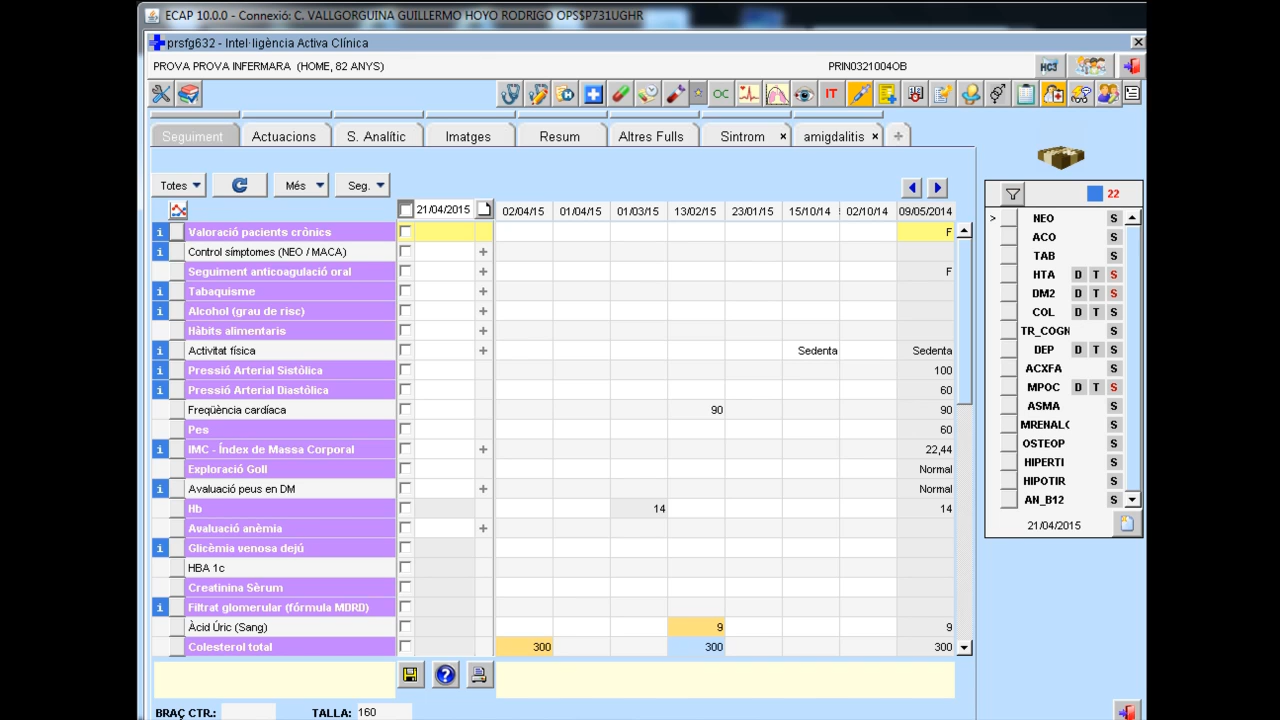 ECAP 10.0.0 - Connexió: C. VALLGORGUINA GUILLERMO HOYO RODRIGO OPS$P731UGHR
prsfg632 - Intel·ligència Activa Clínica
PROVA PROVA INFERMARA (HOME, 82 ANYS) PRIN0321004OB HC3
OC IT
Seguiment Actuacions S. Analític Imatges Resum Altres Fulls Sintrom × amigdalitis × +
Totes Més Seg.
22
21/04/2015 02/04/15 01/04/15 01/03/15 13/02/15 23/01/15 15/10/14 02/10/14 09/05/2014
i Valoració pacients crònics F
i Control símptomes (NEO / MACA) +
Seguiment anticoagulació oral + F
i Tabaquisme +
i Alcohol (grau de risc) +
Hàbits alimentaris +
i Activitat física + Sedenta Sedenta
i Pressió Arterial Sistòlica 100
i Pressió Arterial Diastòlica 60
Freqüència cardíaca 90 90
Pes 60
i IMC - Índex de Massa Corporal + 22,44
Exploració Goll Normal
i Avaluació peus en DM + Normal
Hb 14 14
Avaluació anèmia +
i Glicèmia venosa dejú
HBA 1c
Creatinina Sèrum
i Filtrat glomerular (fórmula MDRD)
Àcid Úric (Sang) 9 9
Colesterol total 300 300 300
> NEO S
ACO S
TAB S
HTA D T S
DM2 D T S
COL D T S
TR_COGN S
DEP D T S
ACXFA S
MPOC D T S
ASMA S
MRENALC S
OSTEOP S
HIPERTI S
HIPOTIR S
AN_B12 S
21/04/2015
BRAÇ CTR.: TALLA: 160